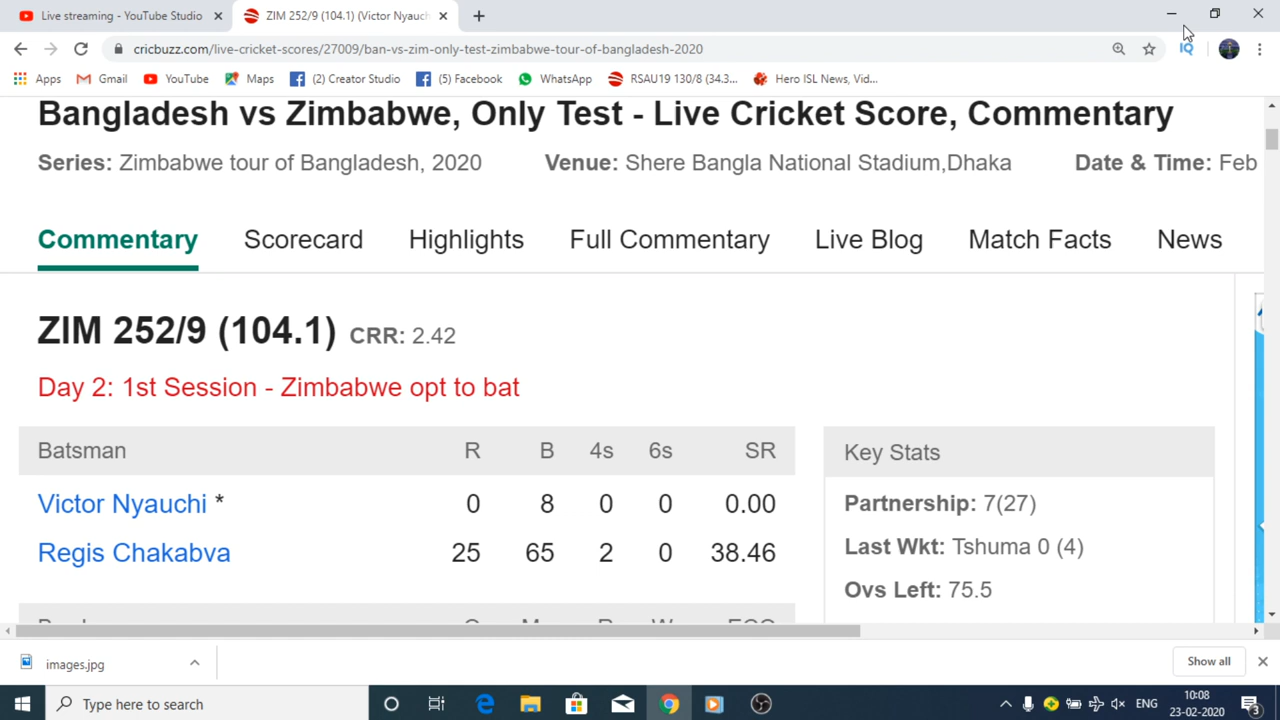 Live streaming - YouTube Studio
ZIM 252/9 (104.1) (Victor Nyauch
cricbuzz.com/live-cricket-scores/27009/ban-vs-zim-only-test-zimbabwe-tour-of-bangladesh-2020
IQ
Apps Gmail YouTube Maps (2) Creator Studio (5) Facebook WhatsApp RSAU19 130/8 (34.3... Hero ISL News, Vid...
Bangladesh vs Zimbabwe, Only Test - Live Cricket Score, Commentary
Series: Zimbabwe tour of Bangladesh, 2020 Venue: Shere Bangla National Stadium,Dhaka Date & Time: Feb
Commentary Scorecard Highlights Full Commentary Live Blog Match Facts News
ZIM 252/9 (104.1) CRR: 2.42
Day 2: 1st Session - Zimbabwe opt to bat
Batsman R B 4s 6s SR
Victor Nyauchi * 0 8 0 0 0.00
Regis Chakabva 25 65 2 0 38.46
Key Stats
Partnership: 7(27)
Last Wkt: Tshuma 0 (4)
Ovs Left: 75.5
images.jpg
Show all
Type here to search
ENG
10:08
23-02-2020
3